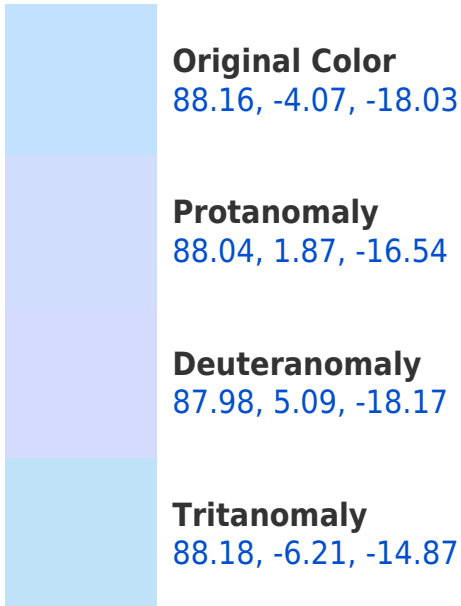 Original Color
88.16, -4.07, -18.03
Protanomaly
88.04, 1.87, -16.54
Deuteranomaly
87.98, 5.09, -18.17
Tritanomaly
88.18, -6.21, -14.87